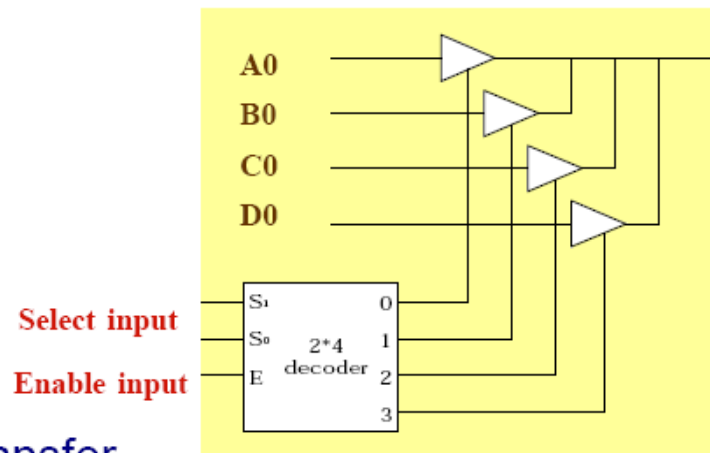 A0
B0
C0
D0
Select input
Enable input
S₁
S₀
E
2*4
decoder
0
1
2
3